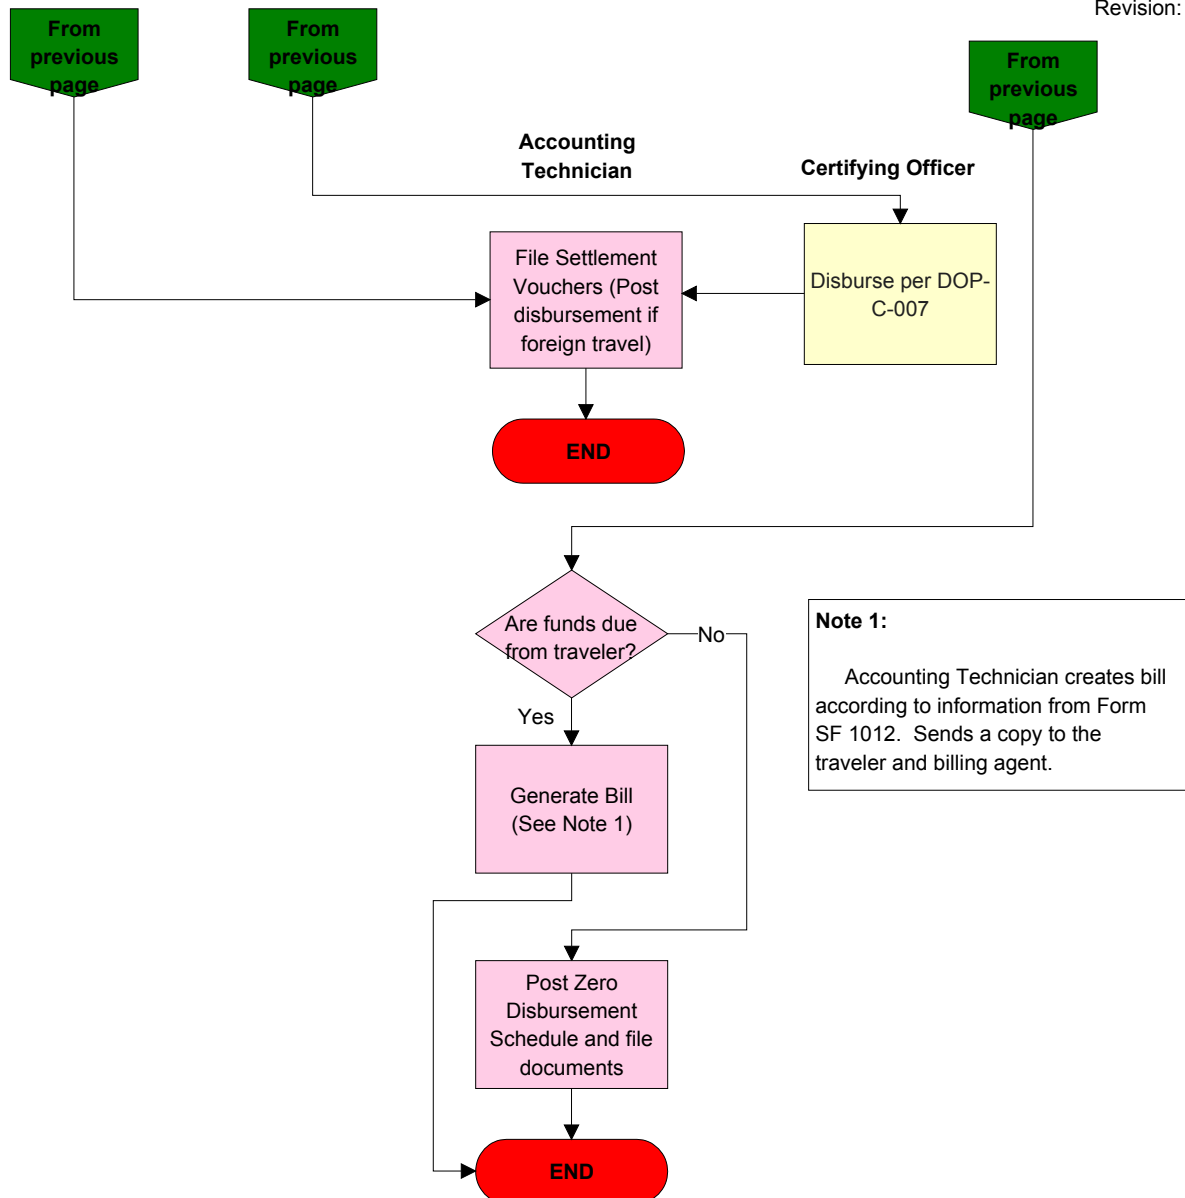 Revision:
From
previous
page
From
previous
page
From
previous
page
Accounting
Technician
Certifying Officer
File Settlement
Vouchers (Post
disbursement if
foreign travel)
Disburse per DOP-
C-007
END
Are funds due
from traveler?
No
Yes
Note 1:
Accounting Technician creates bill
according to information from Form
SF 1012.  Sends a copy to the
traveler and billing agent.
Generate Bill
(See Note 1)
Post Zero
Disbursement
Schedule and file
documents
END